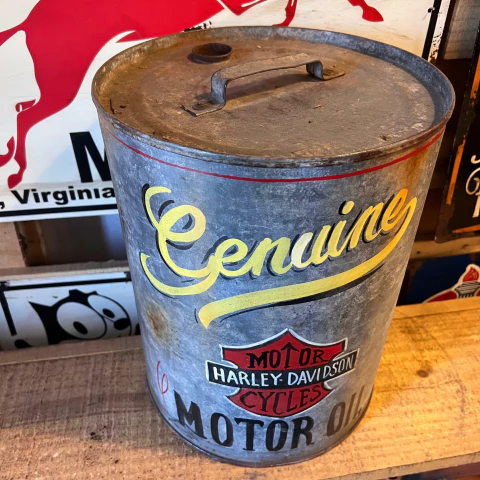 M
, Virginia
Genuine
MOTOR
HARLEY-DAVIDSON
CYCLES
MOTOR OIL